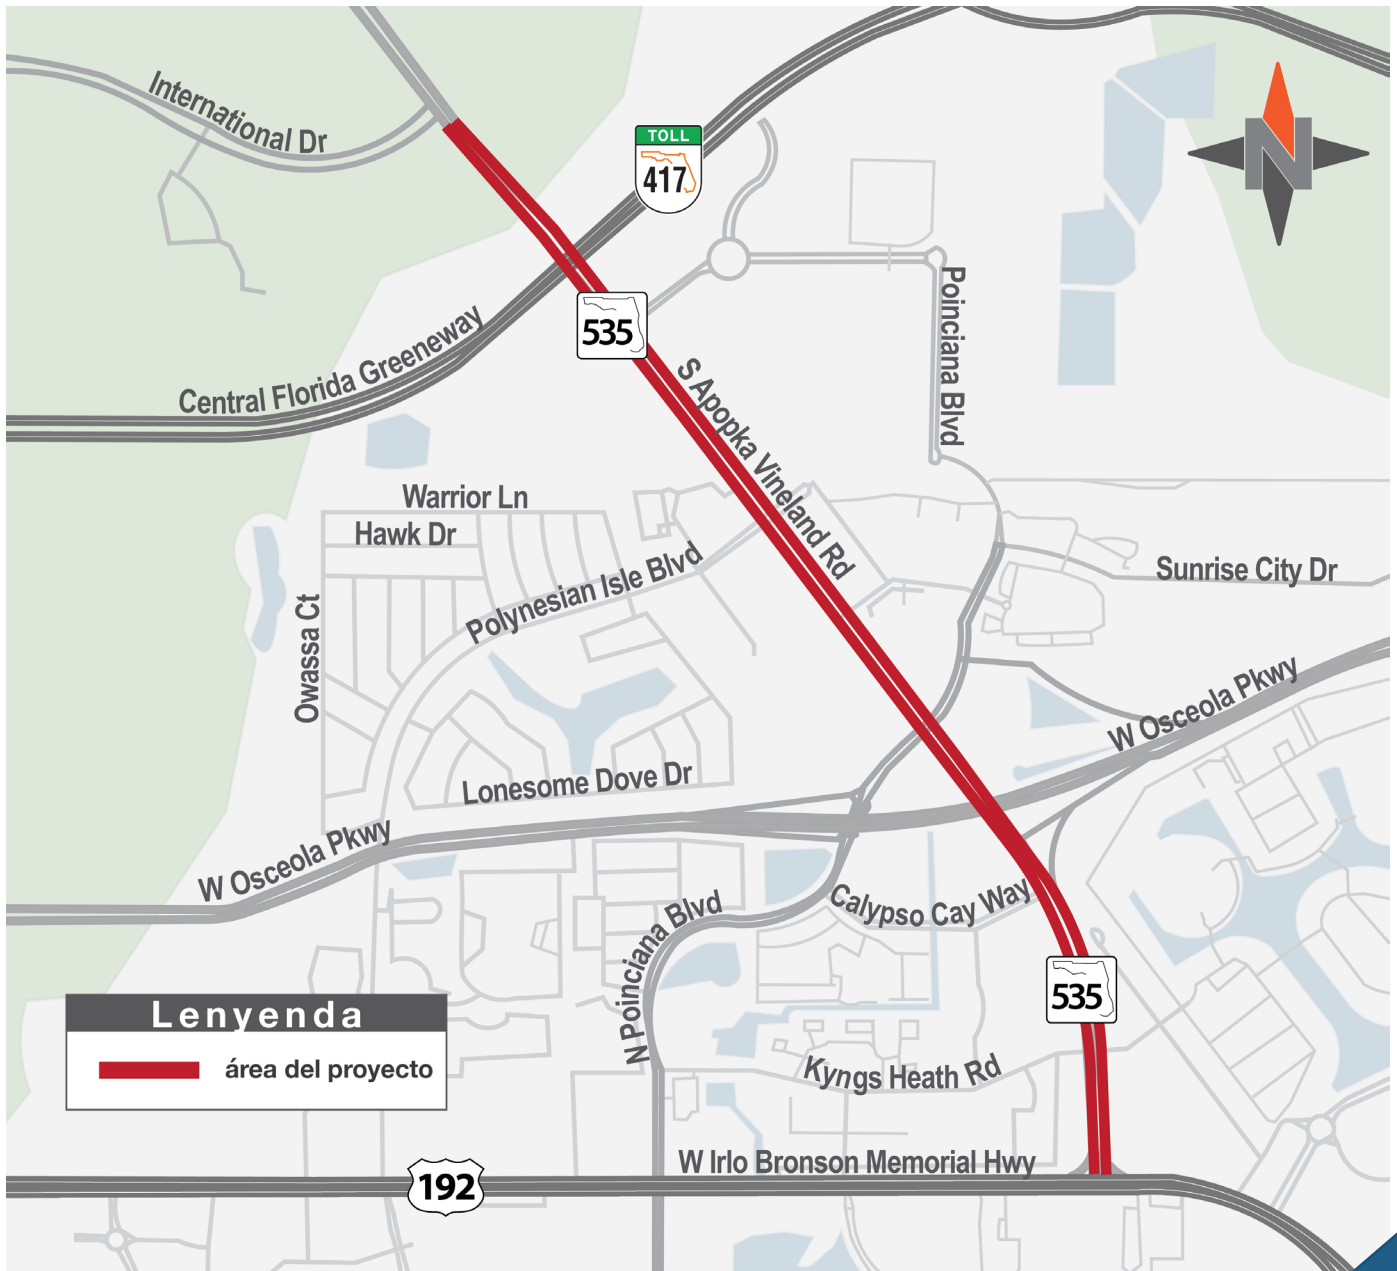 International Dr
TOLL
417
N
535
Central Florida Greeneway
S Apopka Vineland Rd
Poinciana Blvd
Warrior Ln
Hawk Dr
Polynesian Isle Blvd
Sunrise City Dr
Owassa Ct
W Osceola Pkwy
Lonesome Dove Dr
W Osceola Pkwy
Calypso Cay Way
N Poinciana Blvd
535
Lenyenda
área del proyecto
Kyngs Heath Rd
W Irlo Bronson Memorial Hwy
192